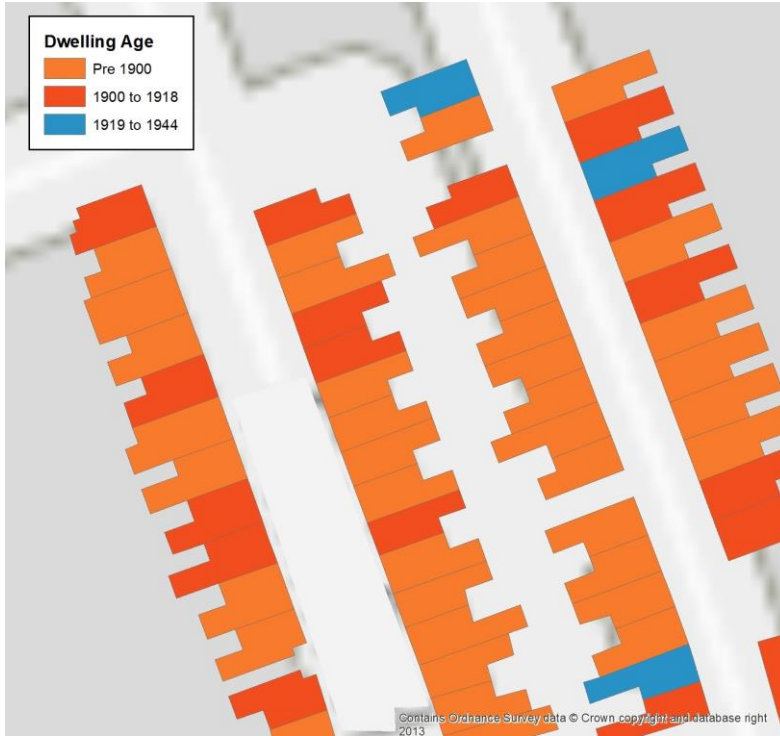 Dwelling Age
Pre 1900
1900 to 1918
1919 to 1944
Contains Ordnance Survey data © Crown copyright and database right
2013